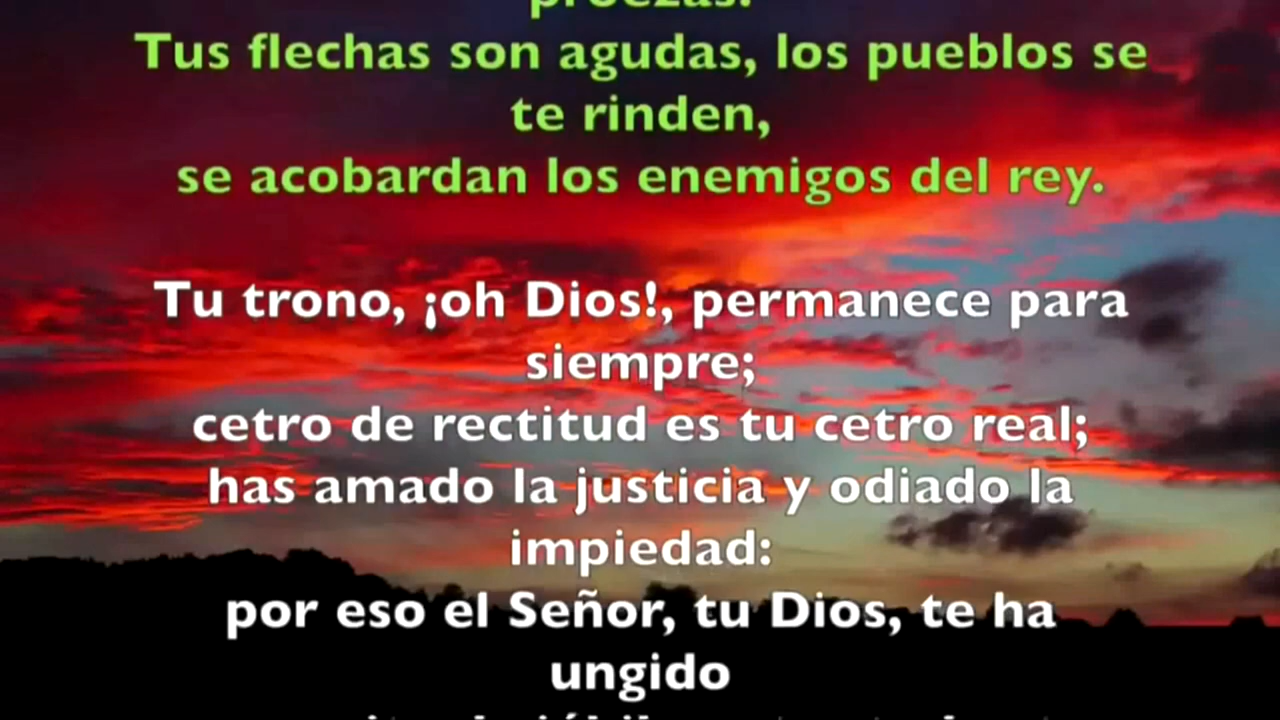 proezas:
Tus flechas son agudas, los pueblos se
te rinden,
se acobardan los enemigos del rey.
Tu trono, ¡oh Dios!, permanece para
siempre;
cetro de rectitud es tu cetro real;
has amado la justicia y odiado la
impiedad:
por eso el Señor, tu Dios, te ha
ungido